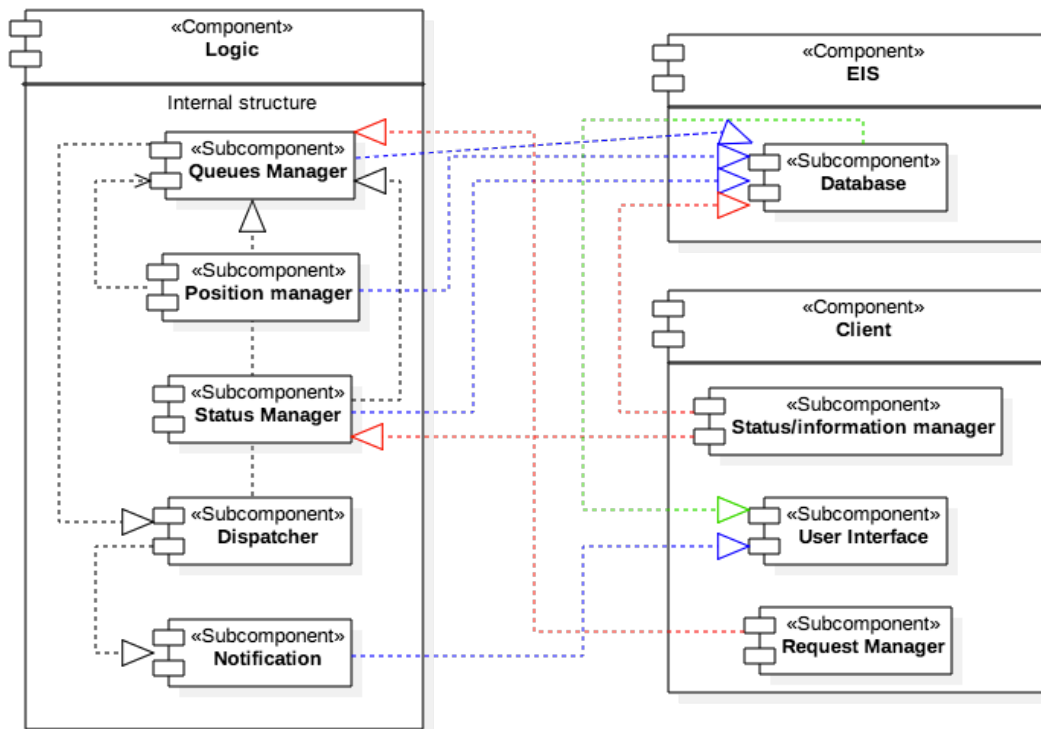 «Component»
Logic
Internal structure
«Subcomponent»
Queues Manager
«Subcomponent»
Position manager
«Subcomponent»
Status Manager
«Subcomponent»
Dispatcher
«Subcomponent»
Notification
«Component»
EIS
«Subcomponent»
Database
«Component»
Client
«Subcomponent»
Status/information manager
«Subcomponent»
User Interface
«Subcomponent»
Request Manager